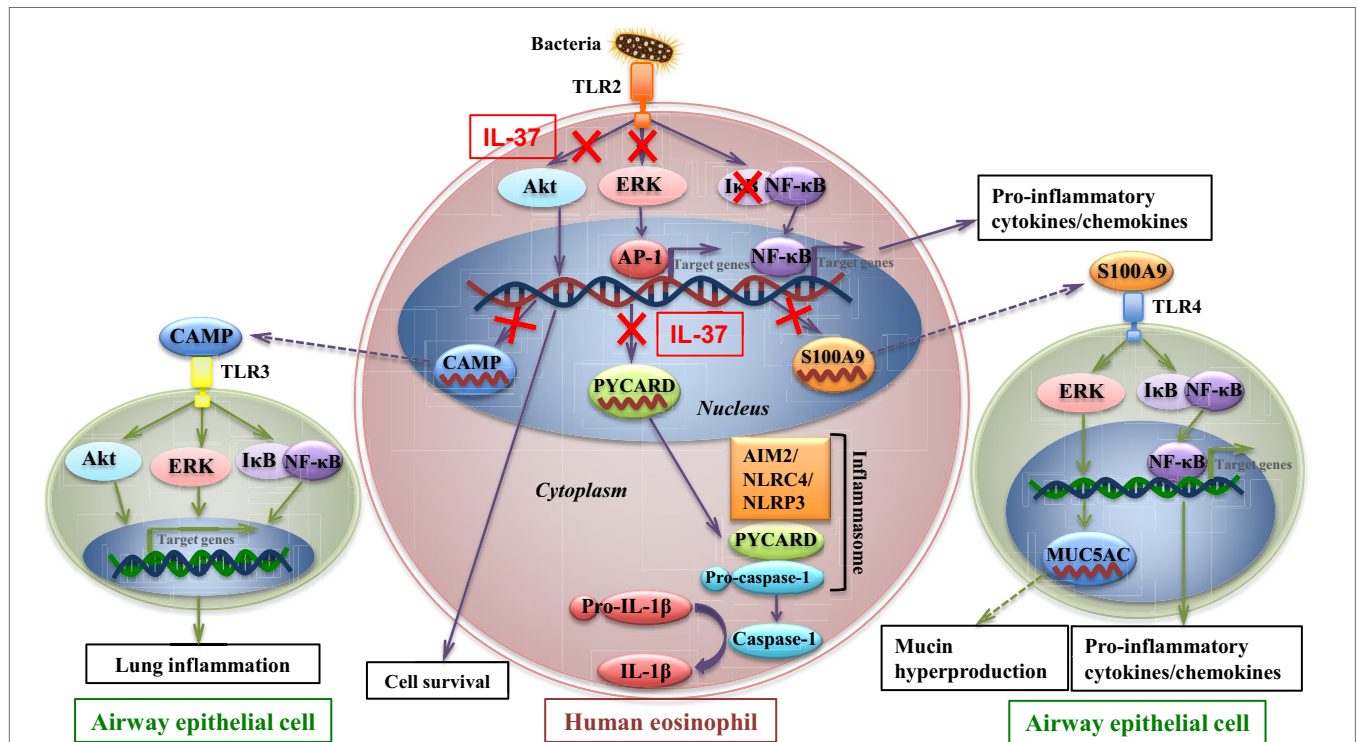 Bacteria
TLR2
IL-37
Akt
ERK
IκB
NF-κB
AP-1
Target genes
NF-κB
Target genes
Pro-inflammatory
cytokines/chemokines
IL-37
CAMP
PYCARD
S100A9
Nucleus
Cytoplasm
AIM2/
NLRC4/
NLRP3
PYCARD
Pro-caspase-1
Inflammasome
Pro-IL-1β
Caspase-1
IL-1β
Cell survival
Human eosinophil
CAMP
TLR3
Akt
ERK
IκB
NF-κB
Target genes
Lung inflammation
Airway epithelial cell
S100A9
TLR4
ERK
IκB
NF-κB
NF-κB
Target genes
MUC5AC
Mucin
hyperproduction
Pro-inflammatory
cytokines/chemokines
Airway epithelial cell